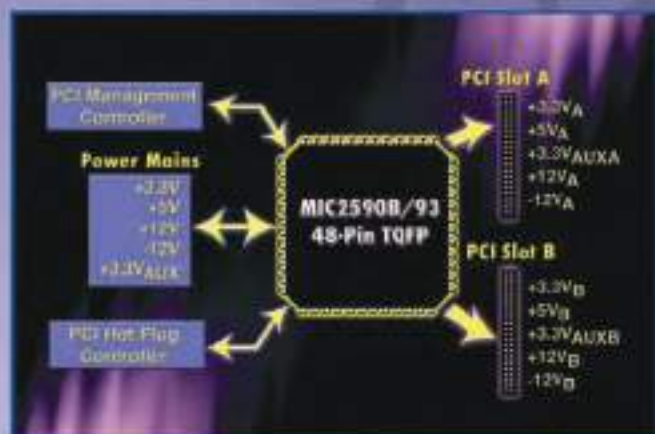 PCI Management
Controller
Power Mains
+3.3V
+5V
+12V
-12V
+3.3VAUX
PCI Hot-Plug
Controller
MIC2590B/93
48-Pin TQFP
PCI Slot A
+3.3VA
+5VA
+3.3VAUXA
+12VA
-12VA
PCI Slot B
+3.3VB
+5VB
+3.3VAUXB
+12VB
-12VB